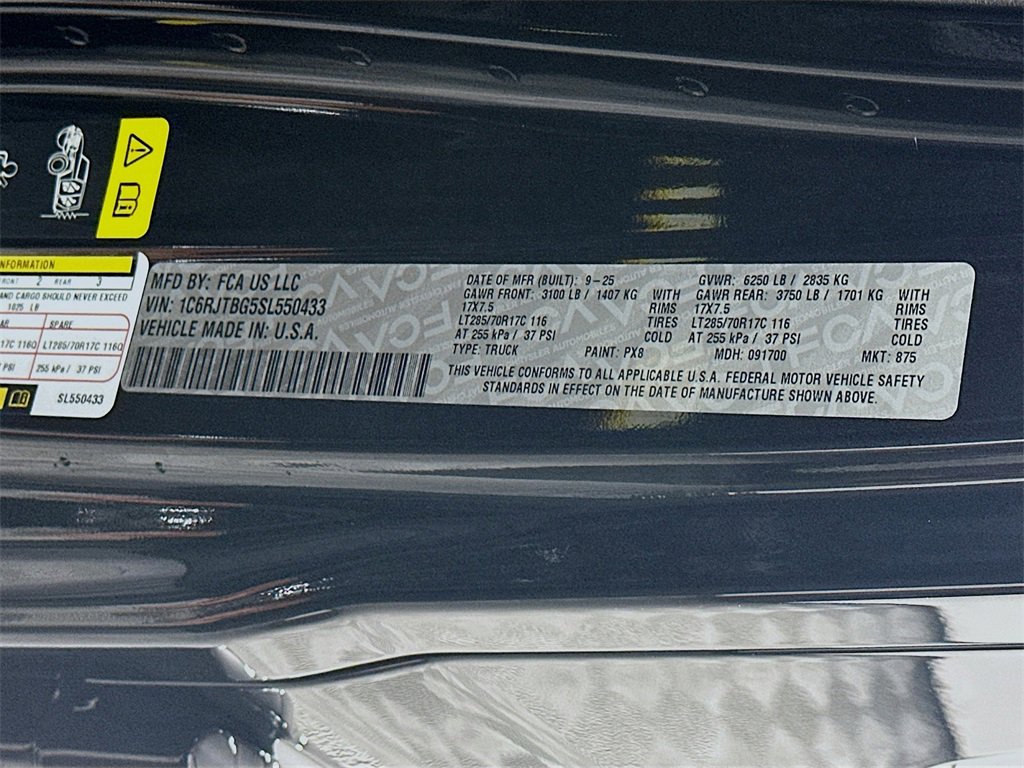 NFORMATION
FRONT 2 REAR 3
AND CARGO SHOULD NEVER EXCEED
1025 LB
AR SPARE
17C 116Q LT285/70R17C 116Q
PSI 255 kPa / 37 PSI
SL550433
MFD BY: FCA US LLC
VIN: 1C6RJTBG5SL550433
VEHICLE MADE IN: U.S.A.
DATE OF MFR (BUILT): 9-25 GVWR: 6250 LB / 2835 KG
GAWR FRONT: 3100 LB / 1407 KG WITH GAWR REAR: 3750 LB / 1701 KG WITH
17X7.5 RIMS 17X7.5 RIMS
LT285/70R17C 116 TIRES LT285/70R17C 116 TIRES
AT 255 kPa / 37 PSI COLD AT 255 kPa / 37 PSI COLD
TYPE: TRUCK PAINT: PX8 MDH: 091700 MKT: 875
THIS VEHICLE CONFORMS TO ALL APPLICABLE U.S.A. FEDERAL MOTOR VEHICLE SAFETY
STANDARDS IN EFFECT ON THE DATE OF MANUFACTURE SHOWN ABOVE.